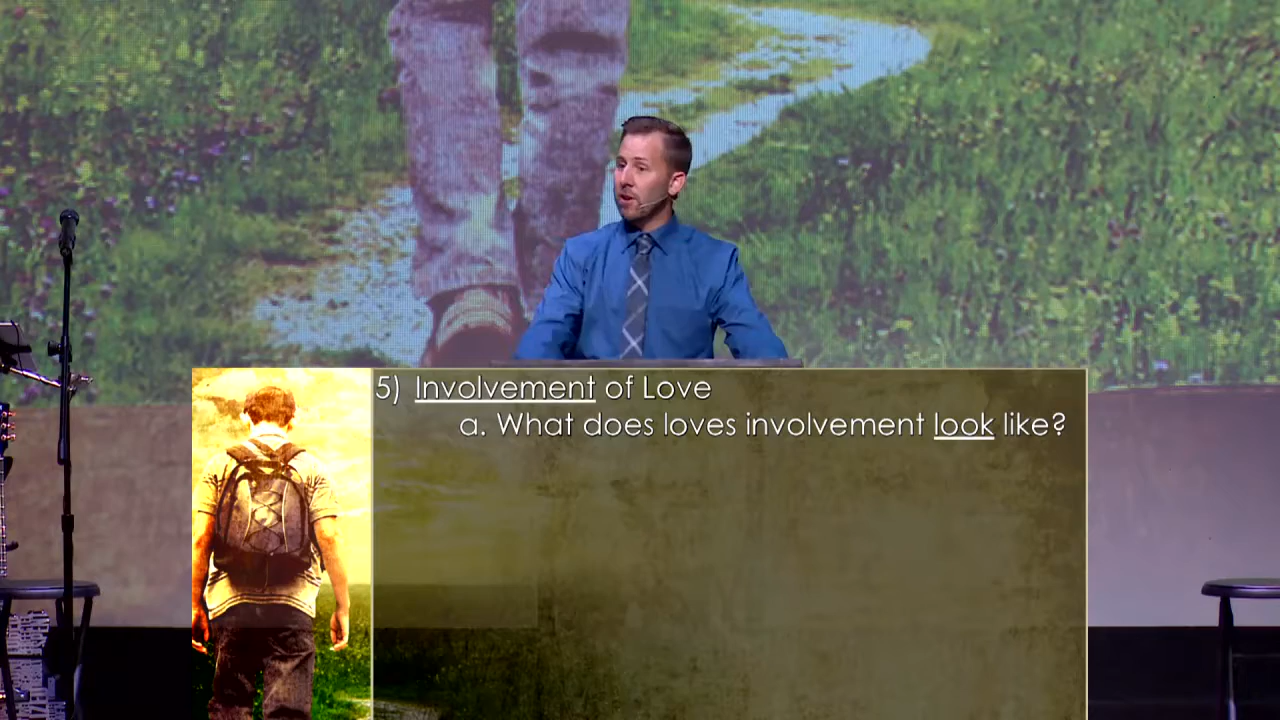 5) Involvement of Love
a. What does loves involvement look like?